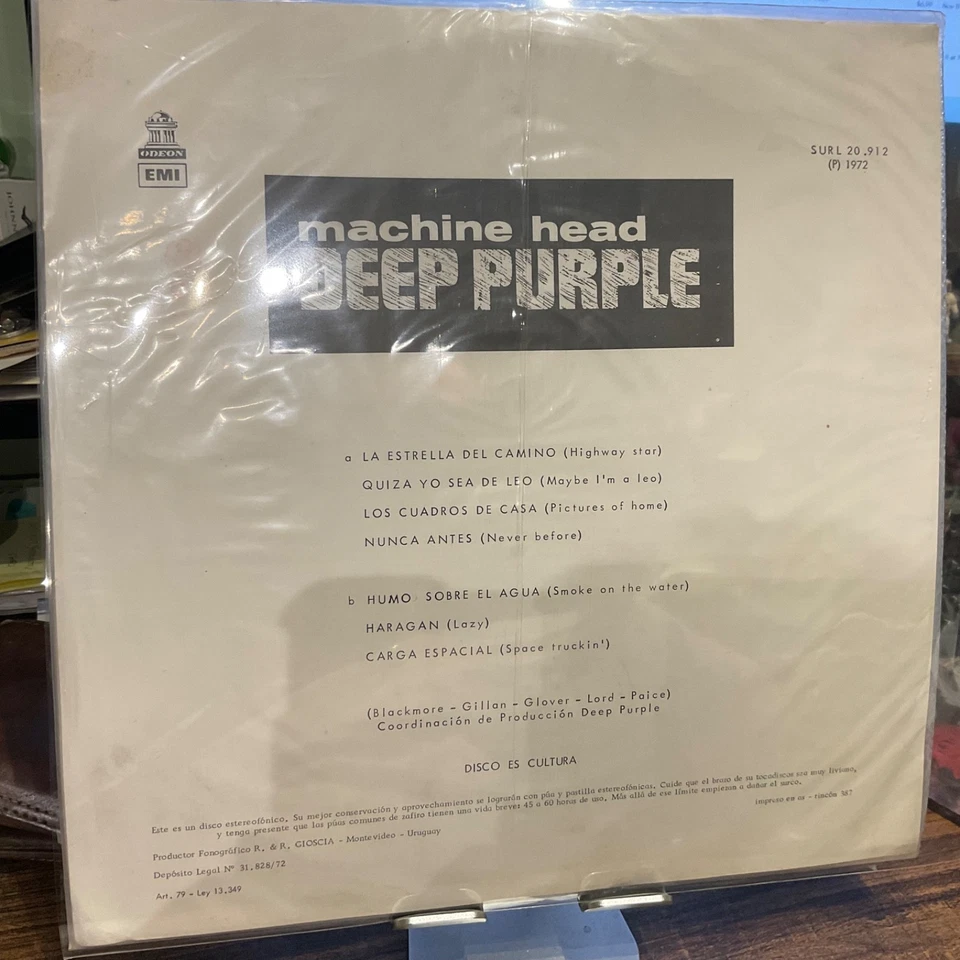 ODEON
EMI
SURL 20.912
(P) 1972
machine head
DEEP PURPLE
a LA ESTRELLA DEL CAMINO (Highway star)
QUIZA YO SEA DE LEO (Maybe I'm a leo)
LOS CUADROS DE CASA (Pictures of home)
NUNCA ANTES (Never before)
b HUMO SOBRE EL AGUA (Smoke on the water)
HARAGAN (Lazy)
CARGA ESPACIAL (Space truckin')
(Blackmore - Gillan - Glover - Lord - Paice)
Coordinación de Producción Deep Purple
DISCO ES CULTURA
Este es un disco estereofónico. Su mejor conservación y aprovechamiento se lograrán con púa y pastilla estereofónicas. Cuide que el brazo de su tocadiscos sea muy liviano,
y tenga presente que las púas comunes de zafiro tienen una vida breve: 45 a 60 horas de uso. Más allá de ese límite empiezan a dañar el surco.
impreso en as - rincón 387
Productor Fonográfico R. & R. GIOSCIA - Montevideo - Uruguay
Depósito Legal Nº 31.828/72
Art. 79 - Ley 13.349